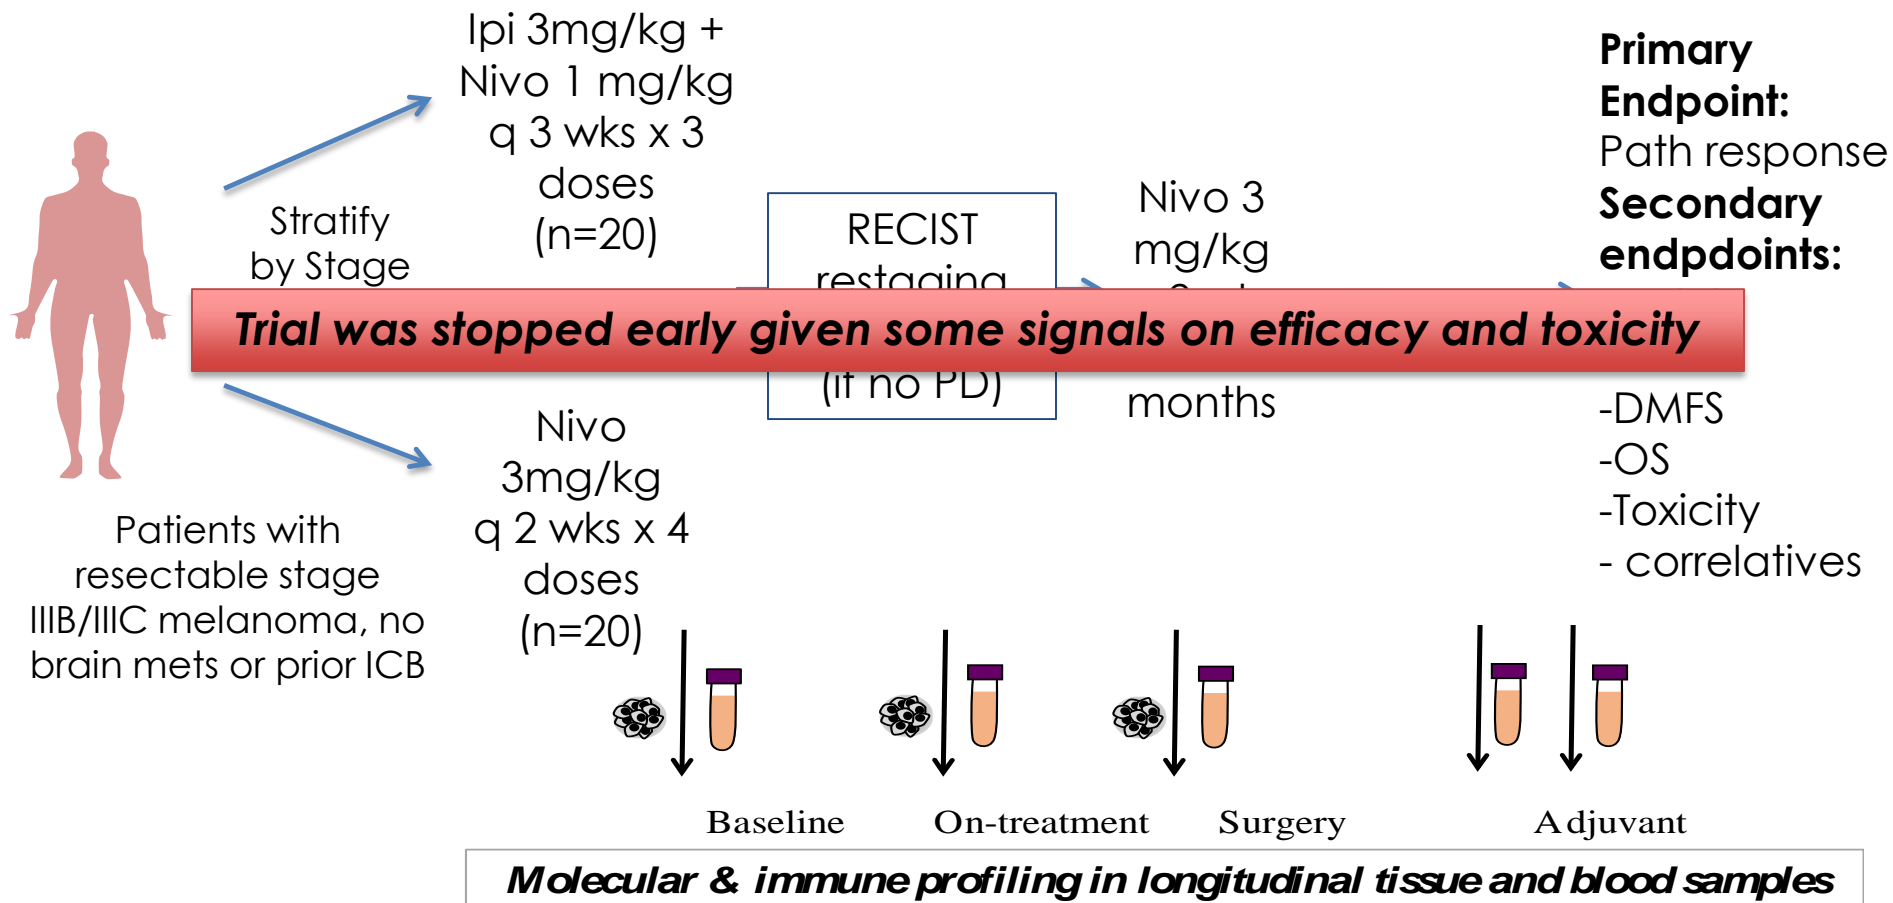 Ipi 3mg/kg +
Nivo 1 mg/kg
q 3 wks x 3
doses
(n=20)
Stratify
by Stage
RECIST
restaging
(if no PD)
Nivo 3
mg/kg
months
Primary
Endpoint:
Path response
Secondary
endpdoints:
-DMFS
-OS
-Toxicity
- correlatives
Trial was stopped early given some signals on efficacy and toxicity
Nivo
3mg/kg
q 2 wks x 4
doses
(n=20)
Patients with
resectable stage
IIIB/IIIC melanoma, no
brain mets or prior ICB
Baseline
On-treatment
Surgery
Adjuvant
Molecular & immune profiling in longitudinal tissue and blood samples